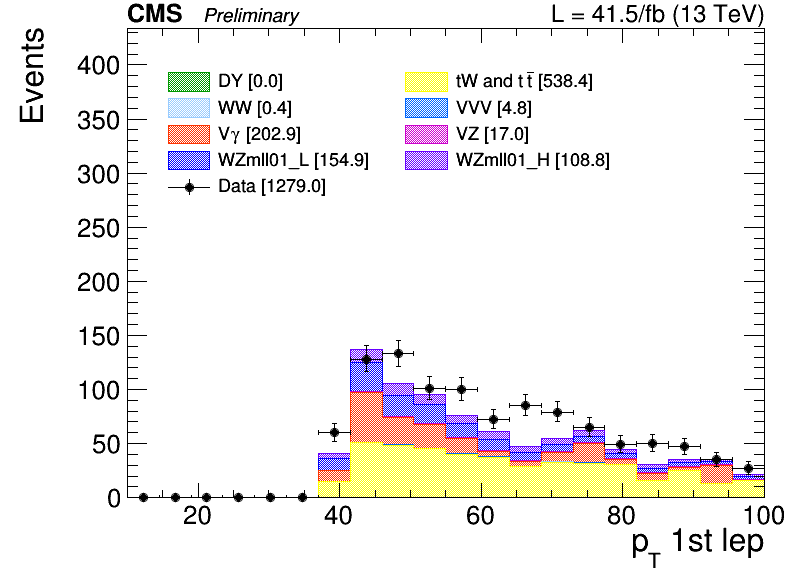 CMS Preliminary L = 41.5/fb (13 TeV)
Events
400
350
300
250
200
150
100
50
0
DY [0.0]
tW and tt̄ [538.4]
WW [0.4]
VVV [4.8]
Vγ [202.9]
VZ [17.0]
WZmll01_L [154.9]
WZmll01_H [108.8]
Data [1279.0]
20 40 60 80 100
p_T 1st lep